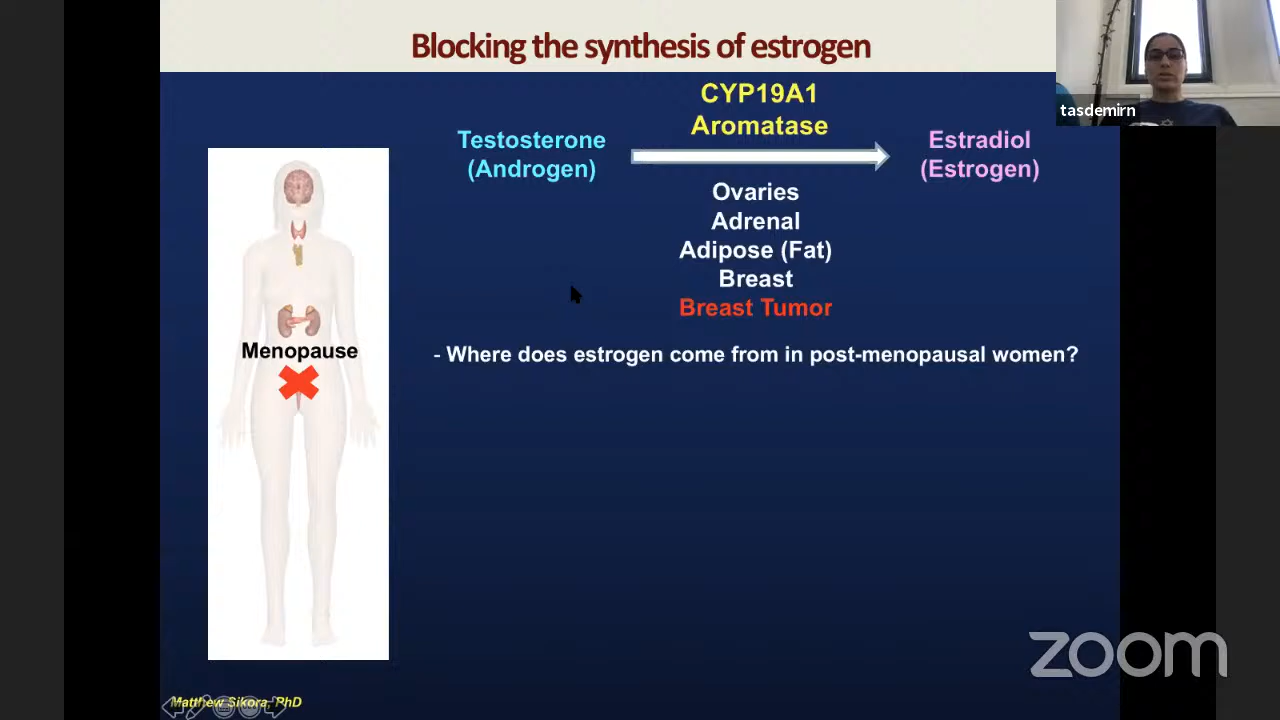 Blocking the synthesis of estrogen
tasdemirn
CYP19A1
Aromatase
Testosterone
(Androgen)
Estradiol
(Estrogen)
Ovaries
Adrenal
Adipose (Fat)
Breast
Breast Tumor
Menopause
- Where does estrogen come from in post-menopausal women?
zoom
Matthew Sikora, PhD